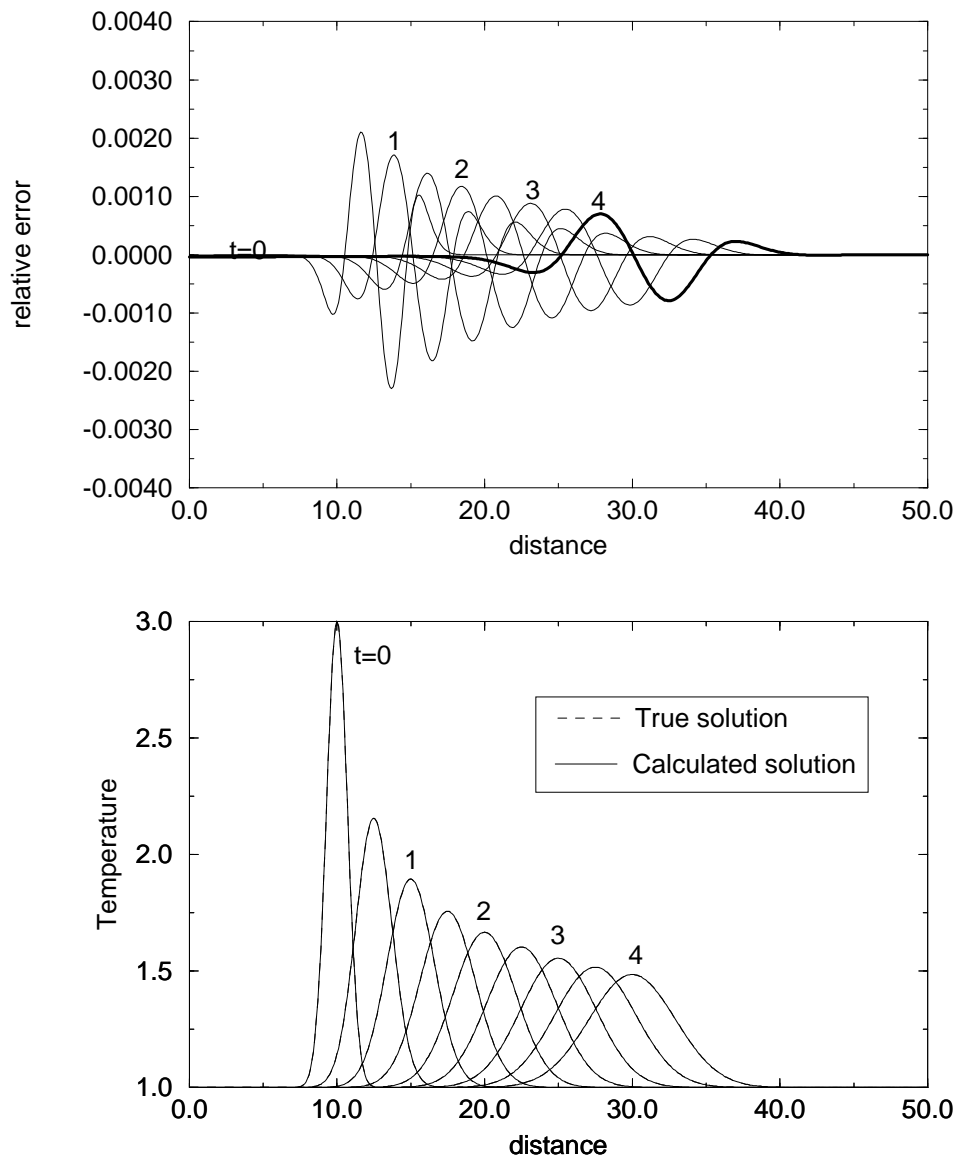 0.0040
0.0030
0.0020
0.0010
0.0000
-0.0010
-0.0020
-0.0030
-0.0040
relative error
t=0
1
2
3
4
0.0 10.0 20.0 30.0 40.0 50.0
distance
3.0
2.5
2.0
1.5
1.0
Temperature
t=0
1
2
3
4
True solution
Calculated solution
0.0 10.0 20.0 30.0 40.0 50.0
distance